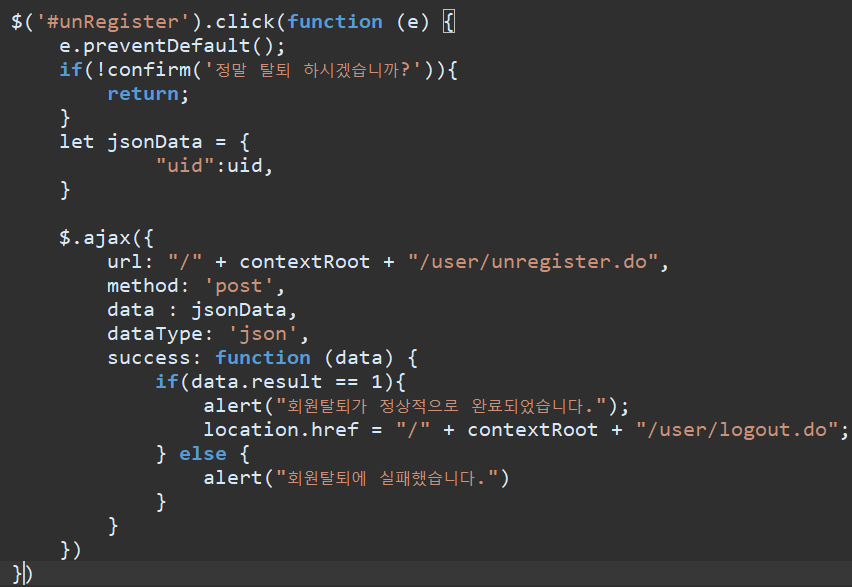 $('#unRegister').click(function (e) {
    e.preventDefault();
    if(!confirm('정말 탈퇴 하시겠습니까?')){
        return;
    }
    let jsonData = {
            "uid":uid,
    }

    $.ajax({
        url: "/" + contextRoot + "/user/unregister.do",
        method: 'post',
        data : jsonData,
        dataType: 'json',
        success: function (data) {
            if(data.result == 1){
                alert("회원탈퇴가 정상적으로 완료되었습니다.");
                location.href = "/" + contextRoot + "/user/logout.do";
            } else {
                alert("회원탈퇴에 실패했습니다.")
            }
        }
    })
})